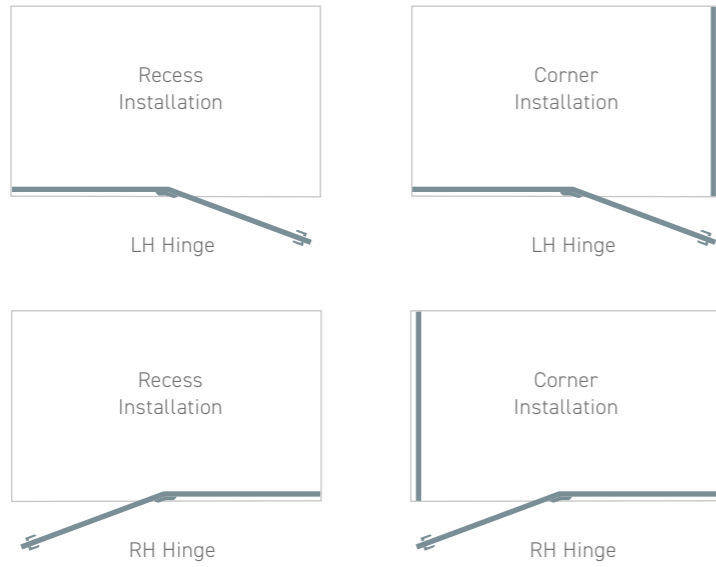 Recess
Installation
LH Hinge
Corner
Installation
LH Hinge
Recess
Installation
RH Hinge
Corner
Installation
RH Hinge